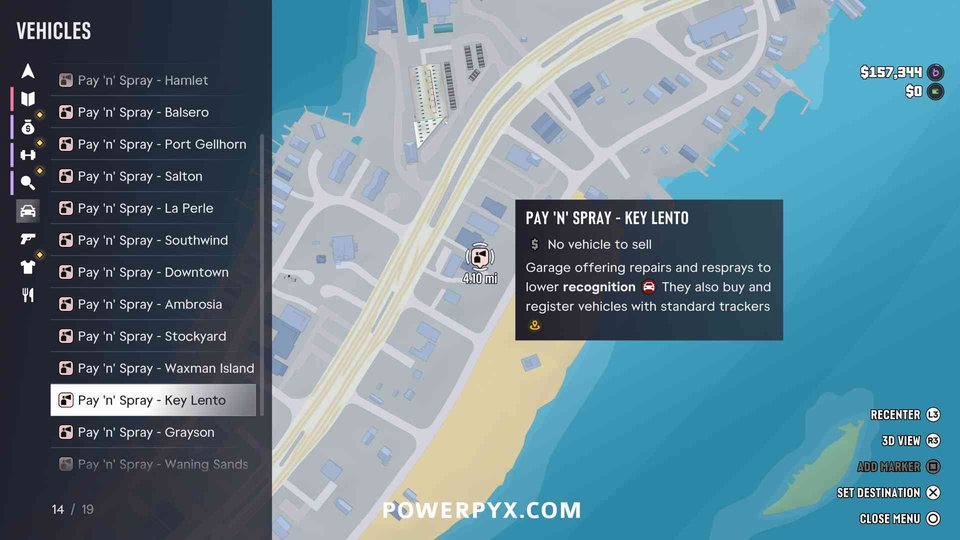 VEHICLES
Pay 'n' Spray - Hamlet
Pay 'n' Spray - Balsero
Pay 'n' Spray - Port Gellhorn
Pay 'n' Spray - Salton
Pay 'n' Spray - La Perle
Pay 'n' Spray - Southwind
Pay 'n' Spray - Downtown
Pay 'n' Spray - Ambrosia
Pay 'n' Spray - Stockyard
Pay 'n' Spray - Waxman Island
Pay 'n' Spray - Key Lento
Pay 'n' Spray - Grayson
Pay 'n' Spray - Waning Sands
14 / 19
$157,344
$0
4.10 mi
PAY 'N' SPRAY - KEY LENTO
$ No vehicle to sell
Garage offering repairs and resprays to
lower recognition They also buy and
register vehicles with standard trackers
RECENTER L3
3D VIEW R3
ADD MARKER
SET DESTINATION
CLOSE MENU
POWERPYX.COM